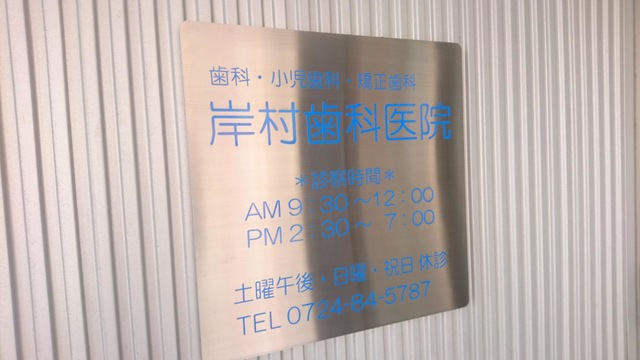 歯科・小児歯科・矯正歯科
岸村歯科医院
＊診察時間＊
AM 9：30～12：00
PM 2：30～ 7：00
土曜午後・日曜・祝日 休診
TEL 0724-84-5787